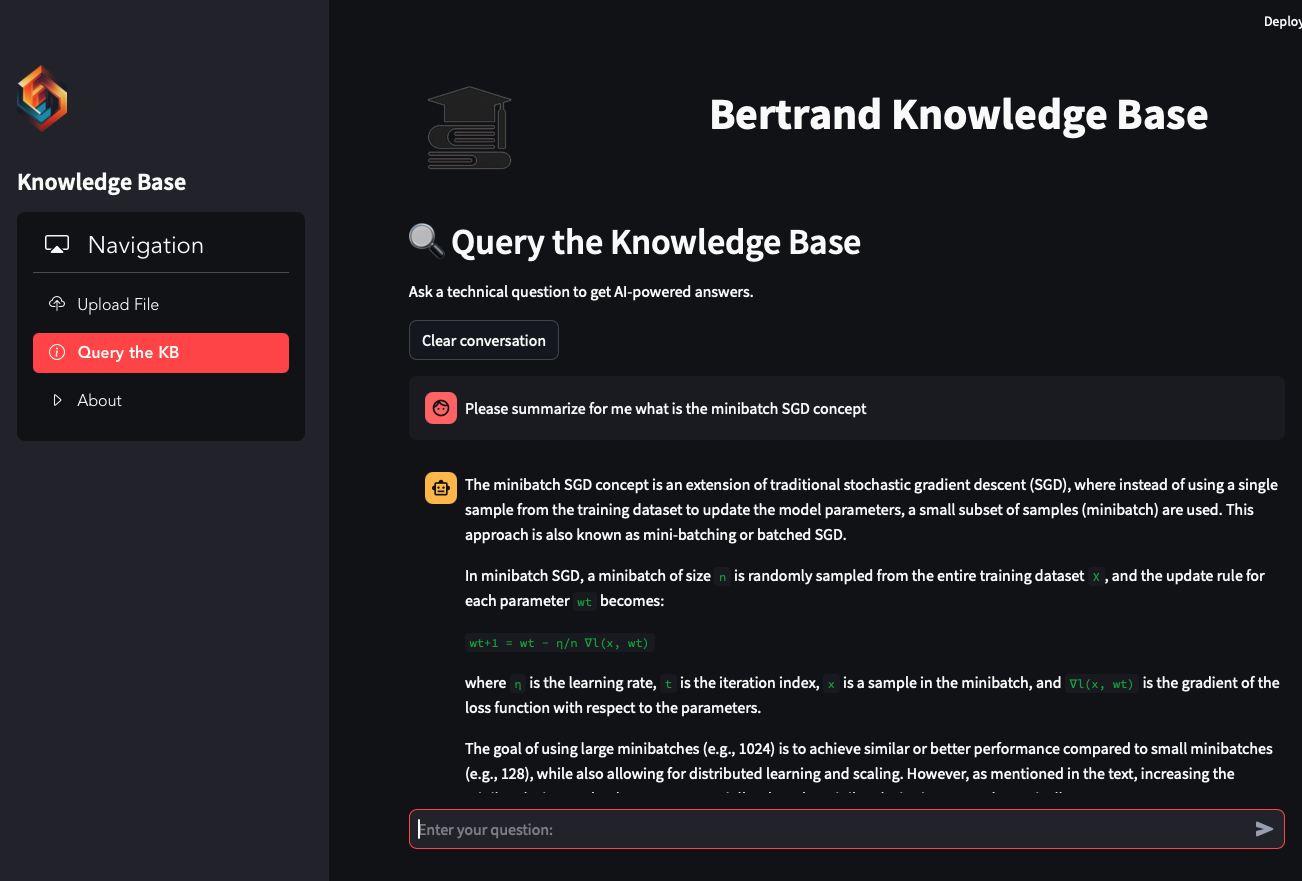 Deploy
Knowledge Base
Navigation
Upload File
Query the KB
About
Bertrand Knowledge Base
Query the Knowledge Base
Ask a technical question to get AI-powered answers.
Clear conversation
Please summarize for me what is the minibatch SGD concept
The minibatch SGD concept is an extension of traditional stochastic gradient descent (SGD), where instead of using a single
sample from the training dataset to update the model parameters, a small subset of samples (minibatch) are used. This
approach is also known as mini-batching or batched SGD.
In minibatch SGD, a minibatch of size n is randomly sampled from the entire training dataset X, and the update rule for
each parameter wt becomes:
wt+1 = wt − η/n ∇l(x, wt)
where η is the learning rate, t is the iteration index, x is a sample in the minibatch, and ∇l(x, wt) is the gradient of the
loss function with respect to the parameters.
The goal of using large minibatches (e.g., 1024) is to achieve similar or better performance compared to small minibatches
(e.g., 128), while also allowing for distributed learning and scaling. However, as mentioned in the text, increasing the
Enter your question: